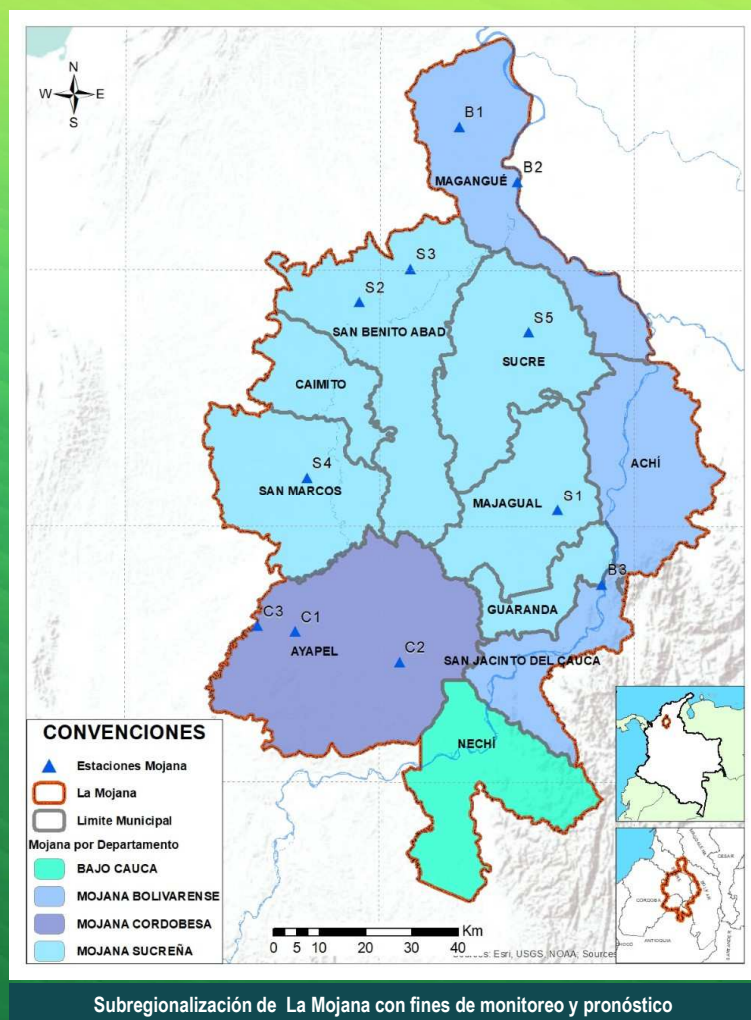 N
W E
S
B1
B2
MAGANGUÉ
S3
S2
S5
SAN BENITO ABAD
SUCRE
CAIMITO
ACHÍ
S4
SAN MARCOS
MAJAGUAL
S1
B3
GUARANDA
C3
C1
C2
AYAPEL
SAN JACINTO DEL CAUCA
NECHÍ
CONVENCIONES
Estaciones Mojana
La Mojana
Limite Municipal
Mojana por Departamento
BAJO CAUCA
MOJANA BOLIVARENSE
MOJANA CORDOBESA
MOJANA SUCREÑA
Km
0 5 10 20 30 40
Esri, USGS, NOAA, Sources
CESAR
CORDOBA
ANTIOQUIA
Subregionalización de La Mojana con fines de monitoreo y pronóstico